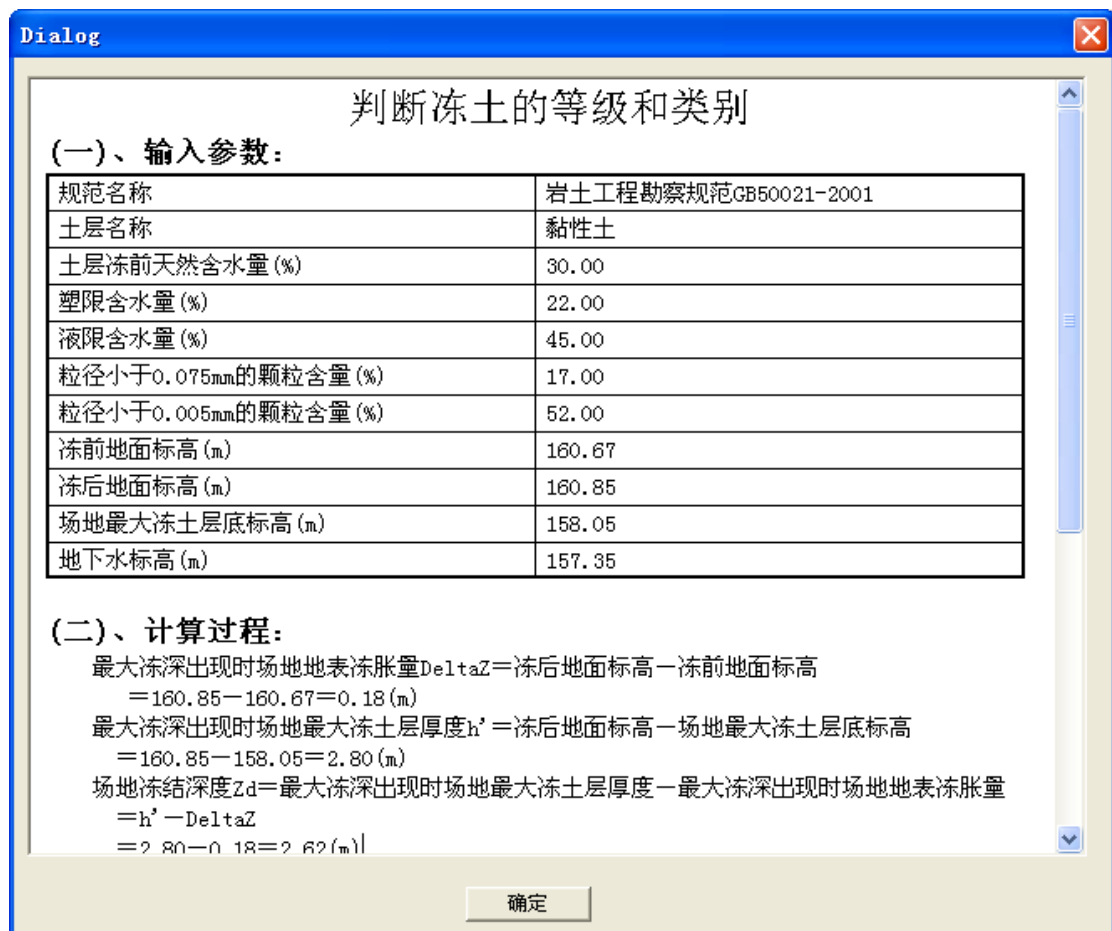 Dialog
判断冻土的等级和类别
(一)、输入参数:
规范名称 岩土工程勘察规范GB50021-2001
土层名称 黏性土
土层冻前天然含水量(%) 30.00
塑限含水量(%) 22.00
液限含水量(%) 45.00
粒径小于0.075mm的颗粒含量(%) 17.00
粒径小于0.005mm的颗粒含量(%) 52.00
冻前地面标高(m) 160.67
冻后地面标高(m) 160.85
场地最大冻土层底标高(m) 158.05
地下水标高(m) 157.35
(二)、计算过程:
最大冻深出现时场地地表冻胀量DeltaZ=冻后地面标高-冻前地面标高
=160.85-160.67=0.18(m)
最大冻深出现时场地最大冻土层厚度h'=冻后地面标高-场地最大冻土层底标高
=160.85-158.05=2.80(m)
场地冻结深度Zd=最大冻深出现时场地最大冻土层厚度-最大冻深出现时场地地表冻胀量
=h'-DeltaZ
=2.80-0.18=2.62(m)
确定